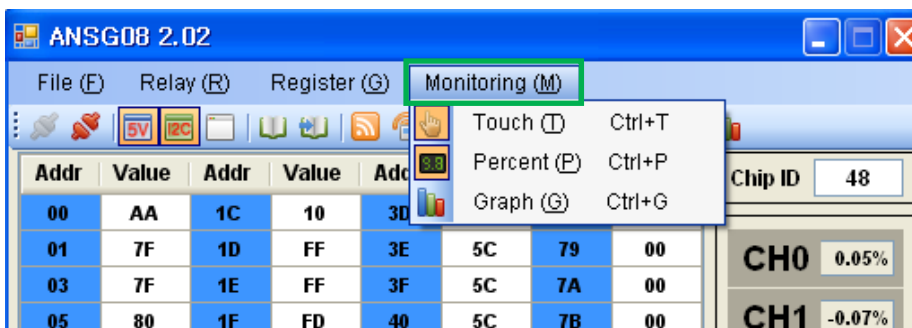 ANSG08 2.02
File (F) Relay (R) Register (G) Monitoring (M)
5V I2C
Touch (T) Ctrl+T
9.8 Percent (P) Ctrl+P
Graph (G) Ctrl+G
Addr Value Addr Value Chip ID 48
00 AA 1C 10 3D
01 7F 1D FF 3E 5C 79 00 CH0 0.05%
03 7F 1E FF 3F 5C 7A 00
05 80 1F FD 40 5C 7B 00 CH1 -0.07%